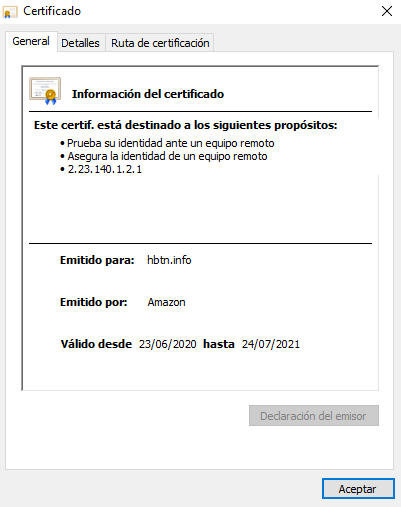 Certificado
General Detalles Ruta de certificación
Información del certificado
Este certif. está destinado a los siguientes propósitos:
• Prueba su identidad ante un equipo remoto
• Asegura la identidad de un equipo remoto
• 2.23.140.1.2.1
Emitido para: hbtn.info
Emitido por: Amazon
Válido desde 23/06/2020 hasta 24/07/2021
Declaración del emisor
Aceptar